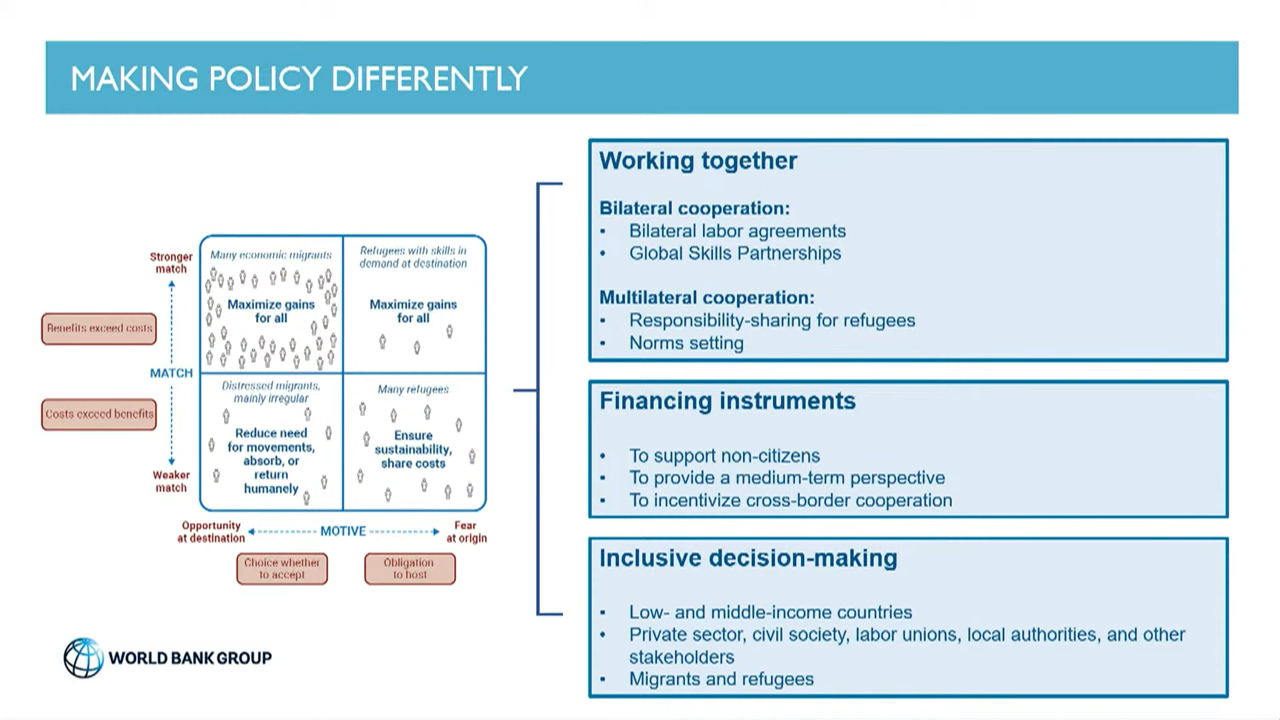 MAKING POLICY DIFFERENTLY
Stronger
match
Benefits exceed costs
MATCH
Costs exceed benefits
Weaker
match
Many economic migrants
Maximize gains
for all
Refugees with skills in
demand at destination
Maximize gains
for all
Distressed migrants,
mainly irregular
Reduce need
for movements,
absorb, or
return
humanely
Many refugees
Ensure
sustainability,
share costs
Opportunity
at destination
MOTIVE
Fear
at origin
Choice whether
to accept
Obligation
to host
WORLD BANK GROUP
Working together
Bilateral cooperation:
• Bilateral labor agreements
• Global Skills Partnerships
Multilateral cooperation:
• Responsibility-sharing for refugees
• Norms setting
Financing instruments
• To support non-citizens
• To provide a medium-term perspective
• To incentivize cross-border cooperation
Inclusive decision-making
• Low- and middle-income countries
• Private sector, civil society, labor unions, local authorities, and other
stakeholders
• Migrants and refugees